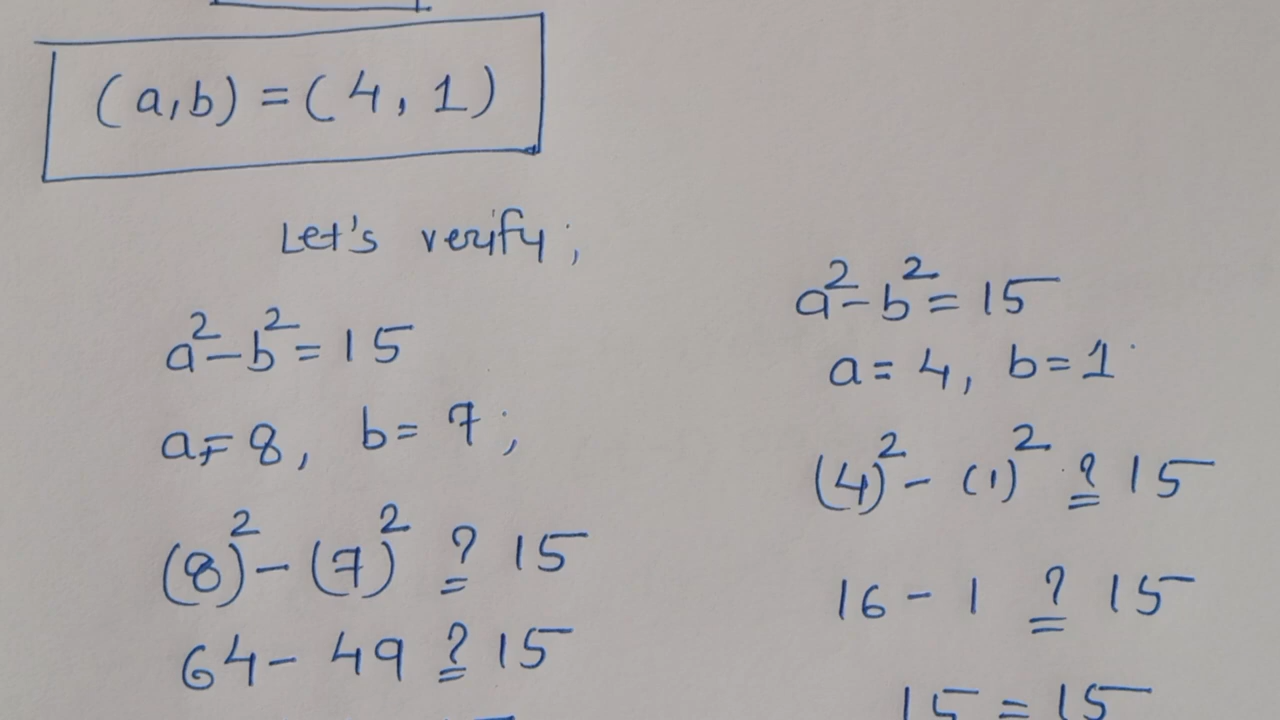 (a,b) = (4, 1)
Let's verify;
a² - b² = 15
a = 8, b = 7;
(8)² - (7)² ≟ 15
64 - 49 ≟ 15
a² - b² = 15
a = 4, b = 1
(4)² - (1)² ≟ 15
16 - 1 ≟ 15
15 = 15